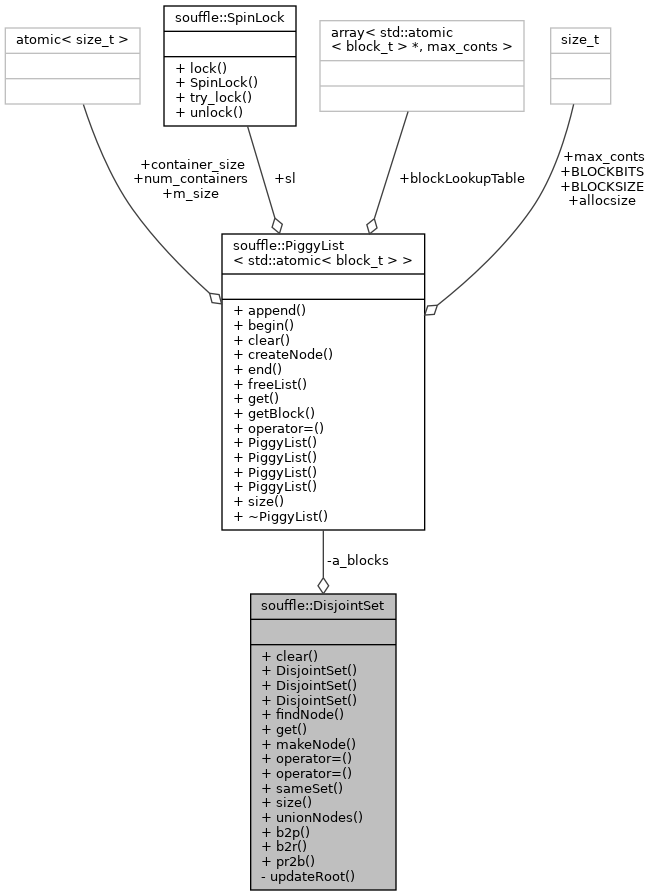 atomic< size_t >
souffle::SpinLock
+ lock()
+ SpinLock()
+ try_lock()
+ unlock()
array< std::atomic
< block_t > *, max_conts >
size_t
+container_size
+num_containers
+m_size
+sl
+blockLookupTable
+max_conts
+BLOCKBITS
+BLOCKSIZE
+allocsize
souffle::PiggyList
< std::atomic< block_t > >
+ append()
+ begin()
+ clear()
+ createNode()
+ end()
+ freeList()
+ get()
+ getBlock()
+ operator=()
+ PiggyList()
+ PiggyList()
+ PiggyList()
+ PiggyList()
+ size()
+ ~PiggyList()
-a_blocks
souffle::DisjointSet
+ clear()
+ DisjointSet()
+ DisjointSet()
+ DisjointSet()
+ findNode()
+ get()
+ makeNode()
+ operator=()
+ operator=()
+ sameSet()
+ size()
+ unionNodes()
+ b2p()
+ b2r()
+ pr2b()
- updateRoot()